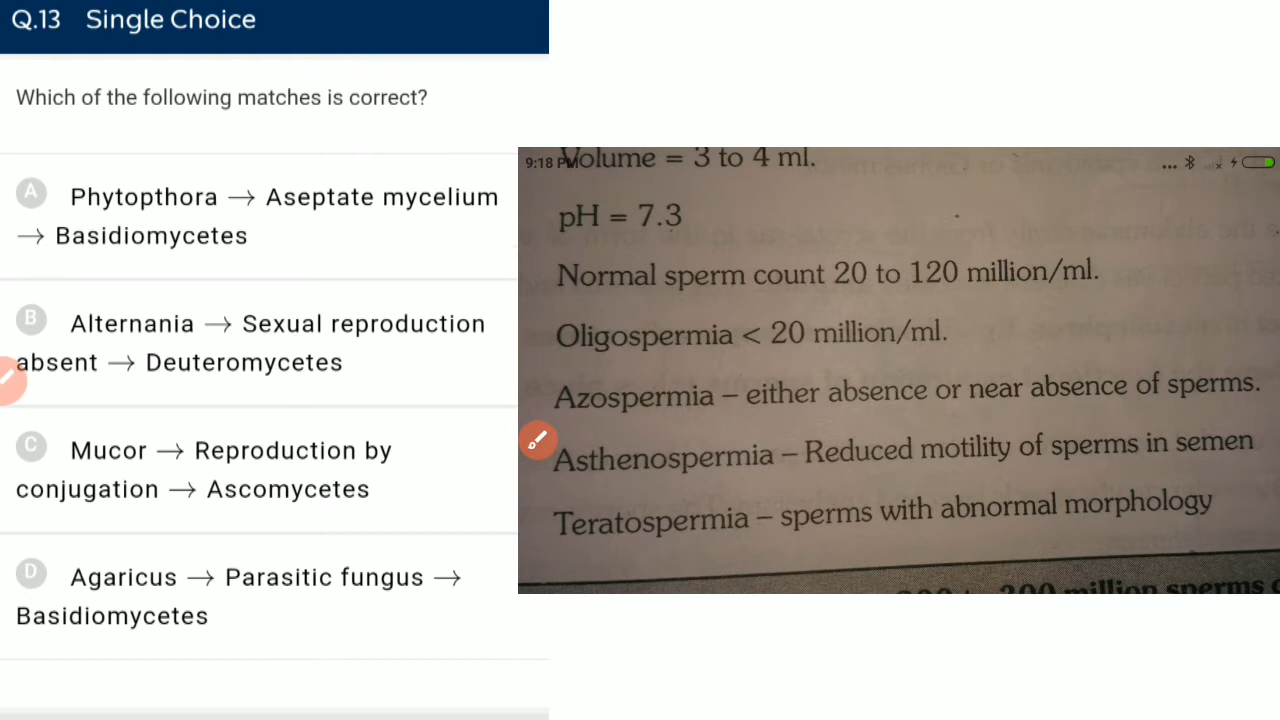 Q.13 Single Choice
Which of the following matches is correct?
A Phytopthora → Aseptate mycelium
→ Basidiomycetes
B Alternania → Sexual reproduction
absent → Deuteromycetes
C Mucor → Reproduction by
conjugation → Ascomycetes
D Agaricus → Parasitic fungus →
Basidiomycetes
9:18 PM
Volume = 3 to 4 ml.
pH = 7.3
Normal sperm count 20 to 120 million/ml.
Oligospermia < 20 million/ml.
Azospermia – either absence or near absence of sperms.
Asthenospermia – Reduced motility of sperms in semen
Teratospermia – sperms with abnormal morphology
million sperms